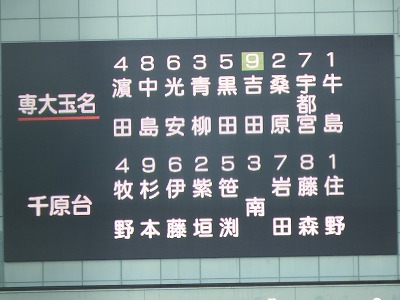 専大玉名
4 8 6 3 5 9 2 7 1
濵田 中島 光安 青柳 黒田 吉田 桑原 宇都宮 牛島
千原台
4 9 6 2 5 3 7 8 1
牧野 杉本 伊藤 紫垣 笹渕 南 岩田 藤森 住野